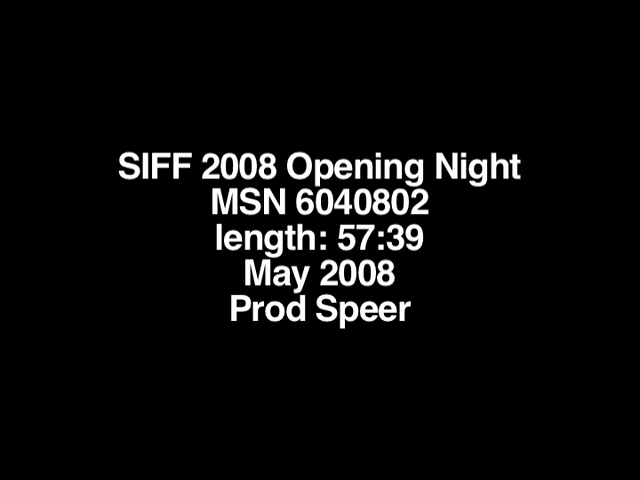 SIFF 2008 Opening Night
MSN 6040802
length: 57:39
May 2008
Prod Speer